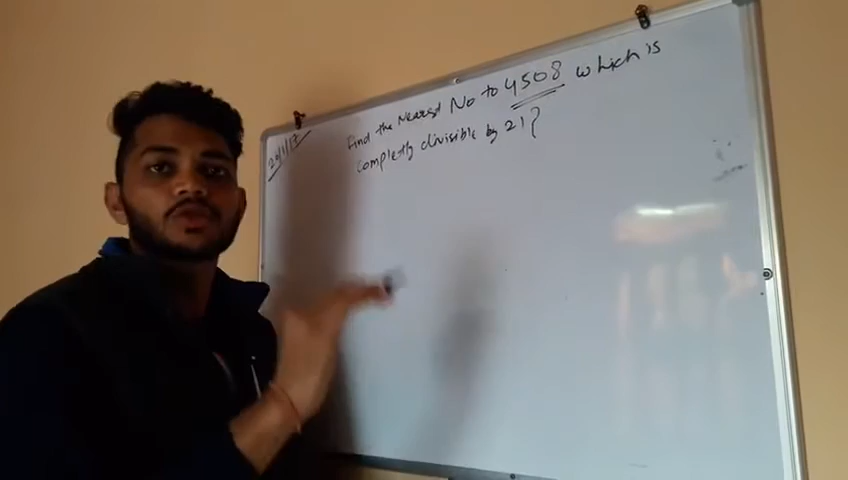 Find the Nearest No to 4508 which is
completly divisible by 21?